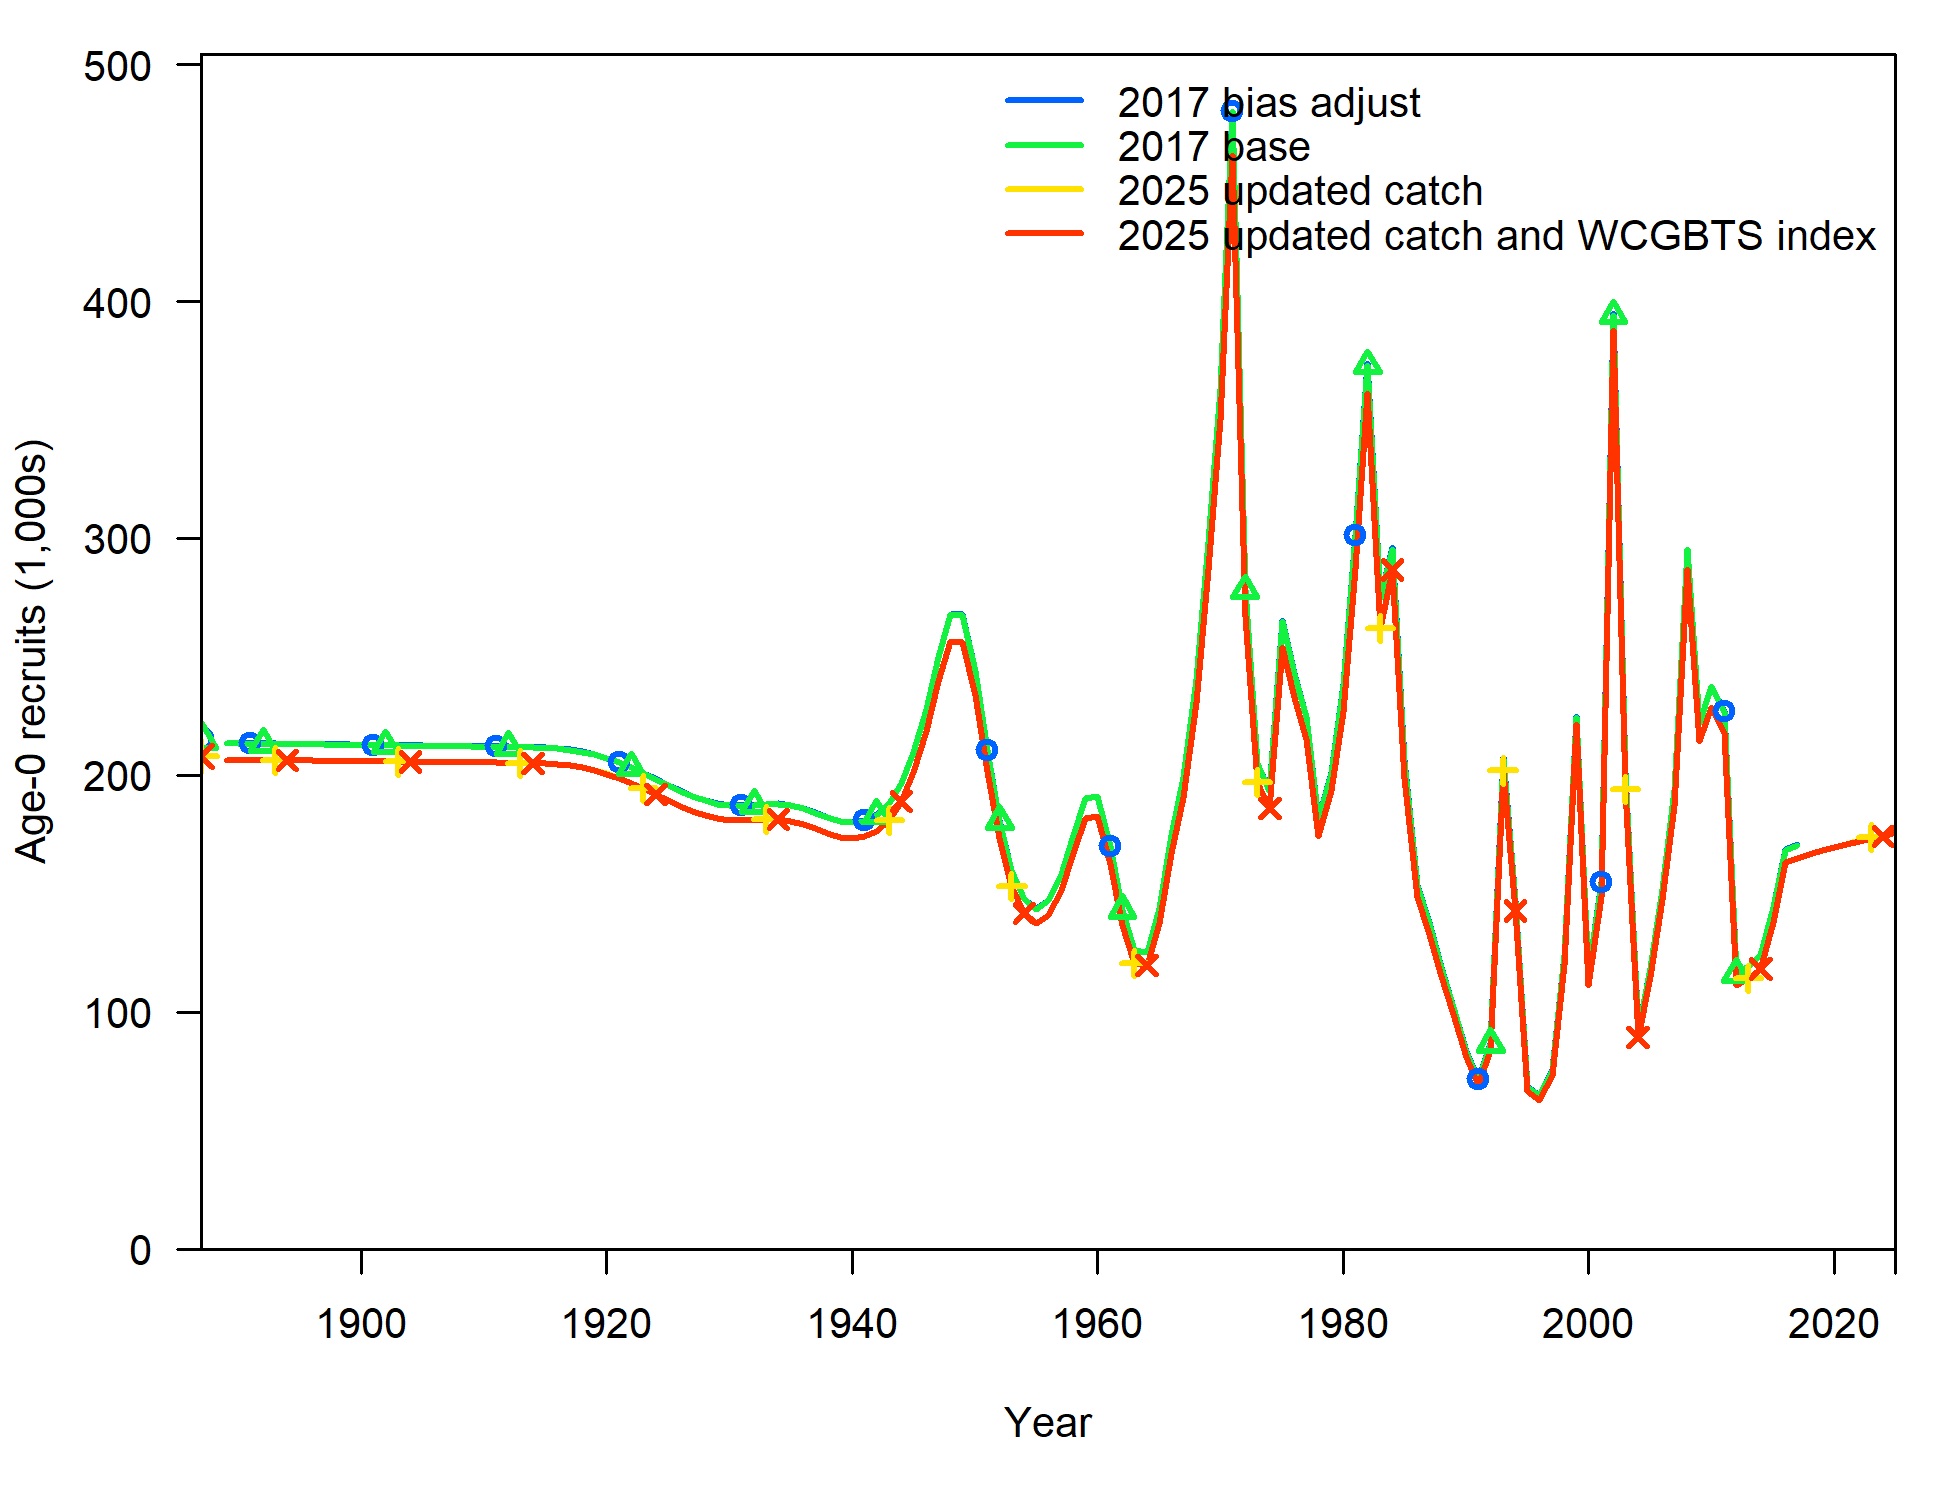 500
400
300
200
100
0
Age-0 recruits (1,000s)
2017 bias adjust
2017 base
2025 updated catch
2025 updated catch and WCGBTS index
1900 1920 1940 1960 1980 2000 2020
Year